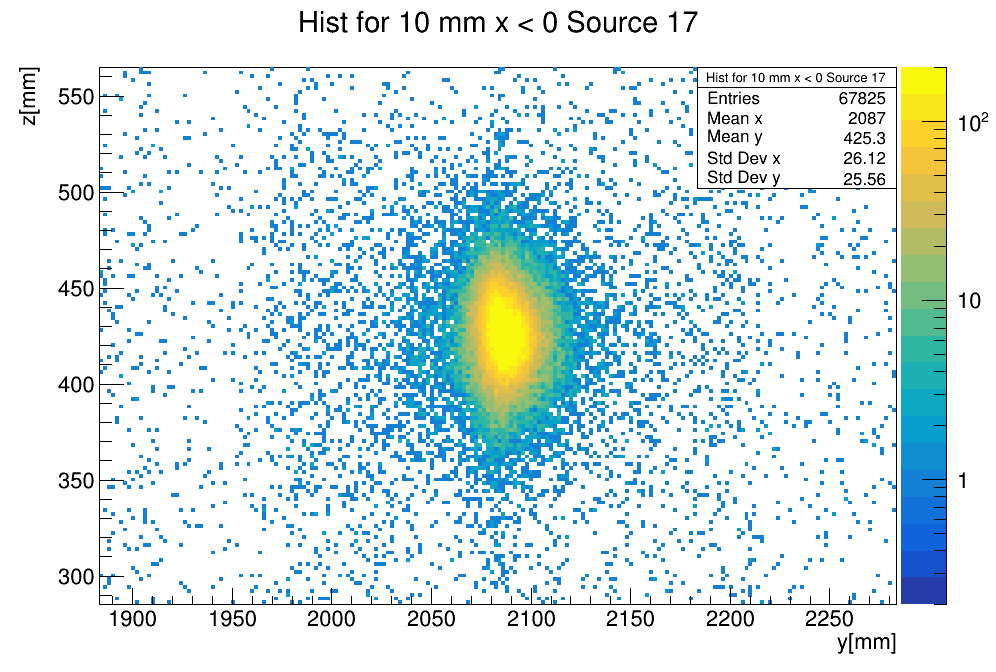 Hist for 10 mm x < 0 Source 17
z[mm]
Hist for 10 mm x < 0 Source 17
Entries 67825
Mean x 2087
Mean y 425.3
Std Dev x 26.12
Std Dev y 25.56
550
500
450
400
350
300
10²
10
1
1900 1950 2000 2050 2100 2150 2200 2250
y[mm]